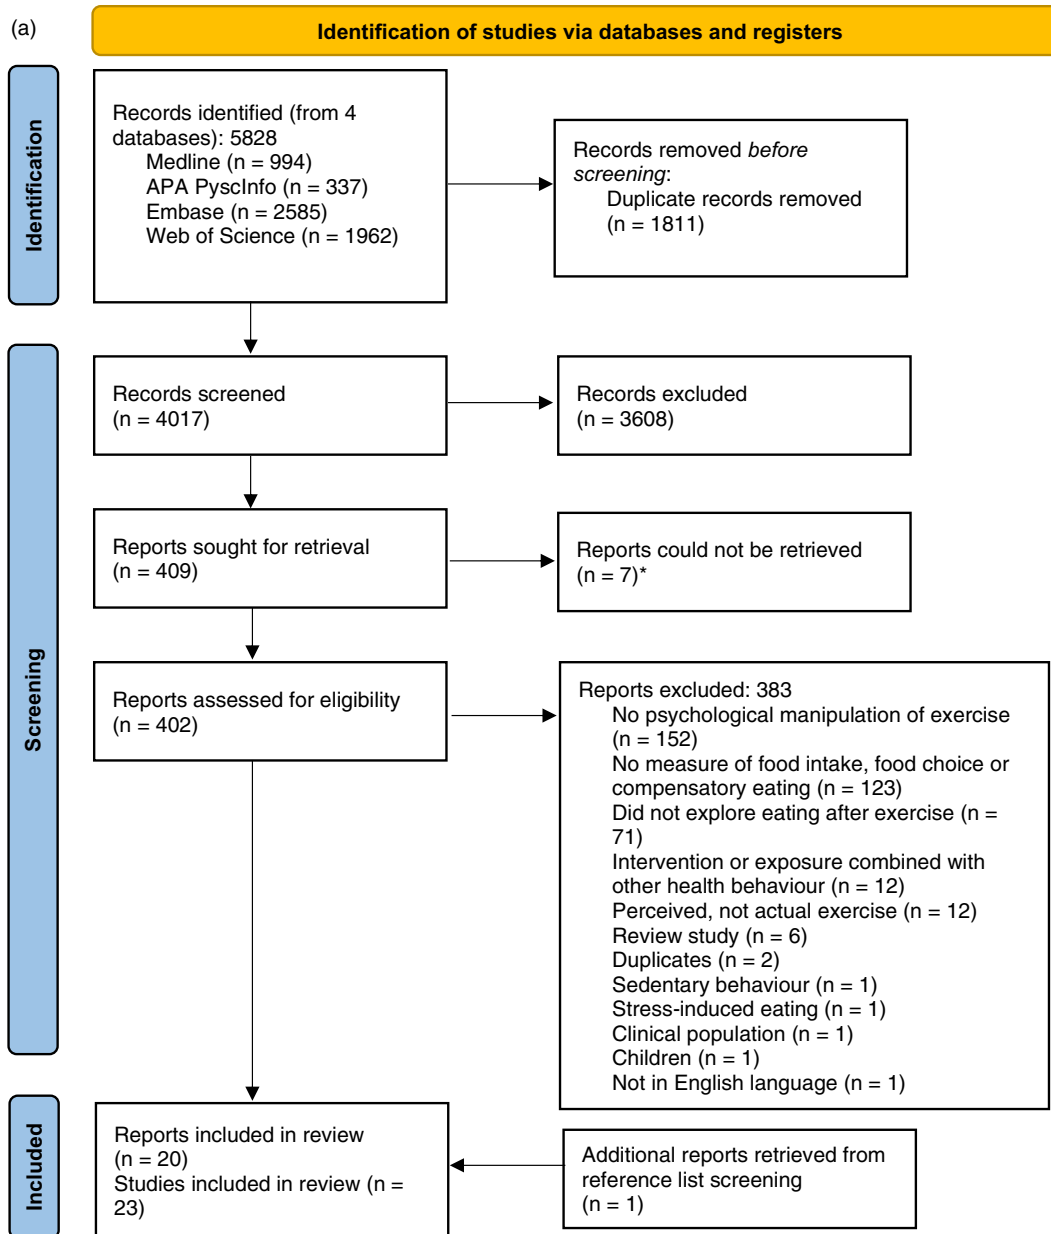 (a)
Identification of studies via databases and registers
Identification
Records identified (from 4
databases): 5828
Medline (n = 994)
APA PyscInfo (n = 337)
Embase (n = 2585)
Web of Science (n = 1962)
Records removed before
screening:
Duplicate records removed
(n = 1811)
Screening
Records screened
(n = 4017)
Records excluded
(n = 3608)
Reports sought for retrieval
(n = 409)
Reports could not be retrieved
(n = 7)*
Reports assessed for eligibility
(n = 402)
Reports excluded: 383
No psychological manipulation of exercise
(n = 152)
No measure of food intake, food choice or
compensatory eating (n = 123)
Did not explore eating after exercise (n =
71)
Intervention or exposure combined with
other health behaviour (n = 12)
Perceived, not actual exercise (n = 12)
Review study (n = 6)
Duplicates (n = 2)
Sedentary behaviour (n = 1)
Stress-induced eating (n = 1)
Clinical population (n = 1)
Children (n = 1)
Not in English language (n = 1)
Included
Reports included in review
(n = 20)
Studies included in review (n =
23)
Additional reports retrieved from
reference list screening
(n = 1)